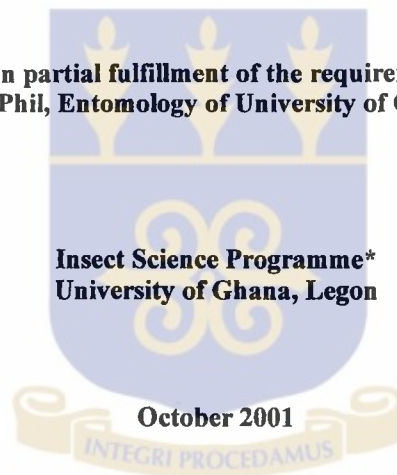 n partial fulfillment of the require
Phil, Entomology of University of
Insect Science Programme*
University of Ghana, Legon
October 2001
INTEGRI PROCEDAMUS